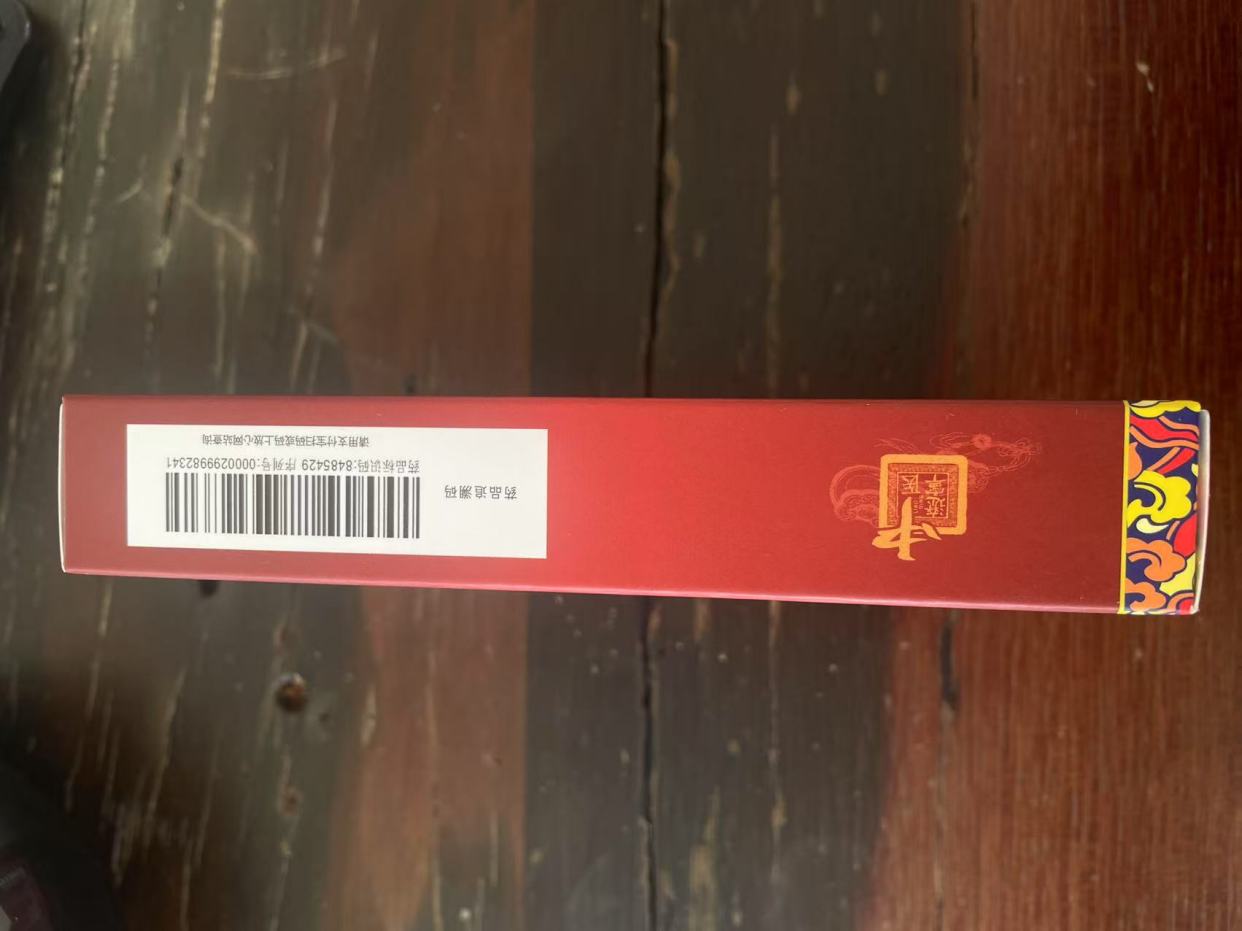 药品追溯码
药品标识码:8485429 序列号:0000299982341
请用支付宝扫码或码上放心网站查询